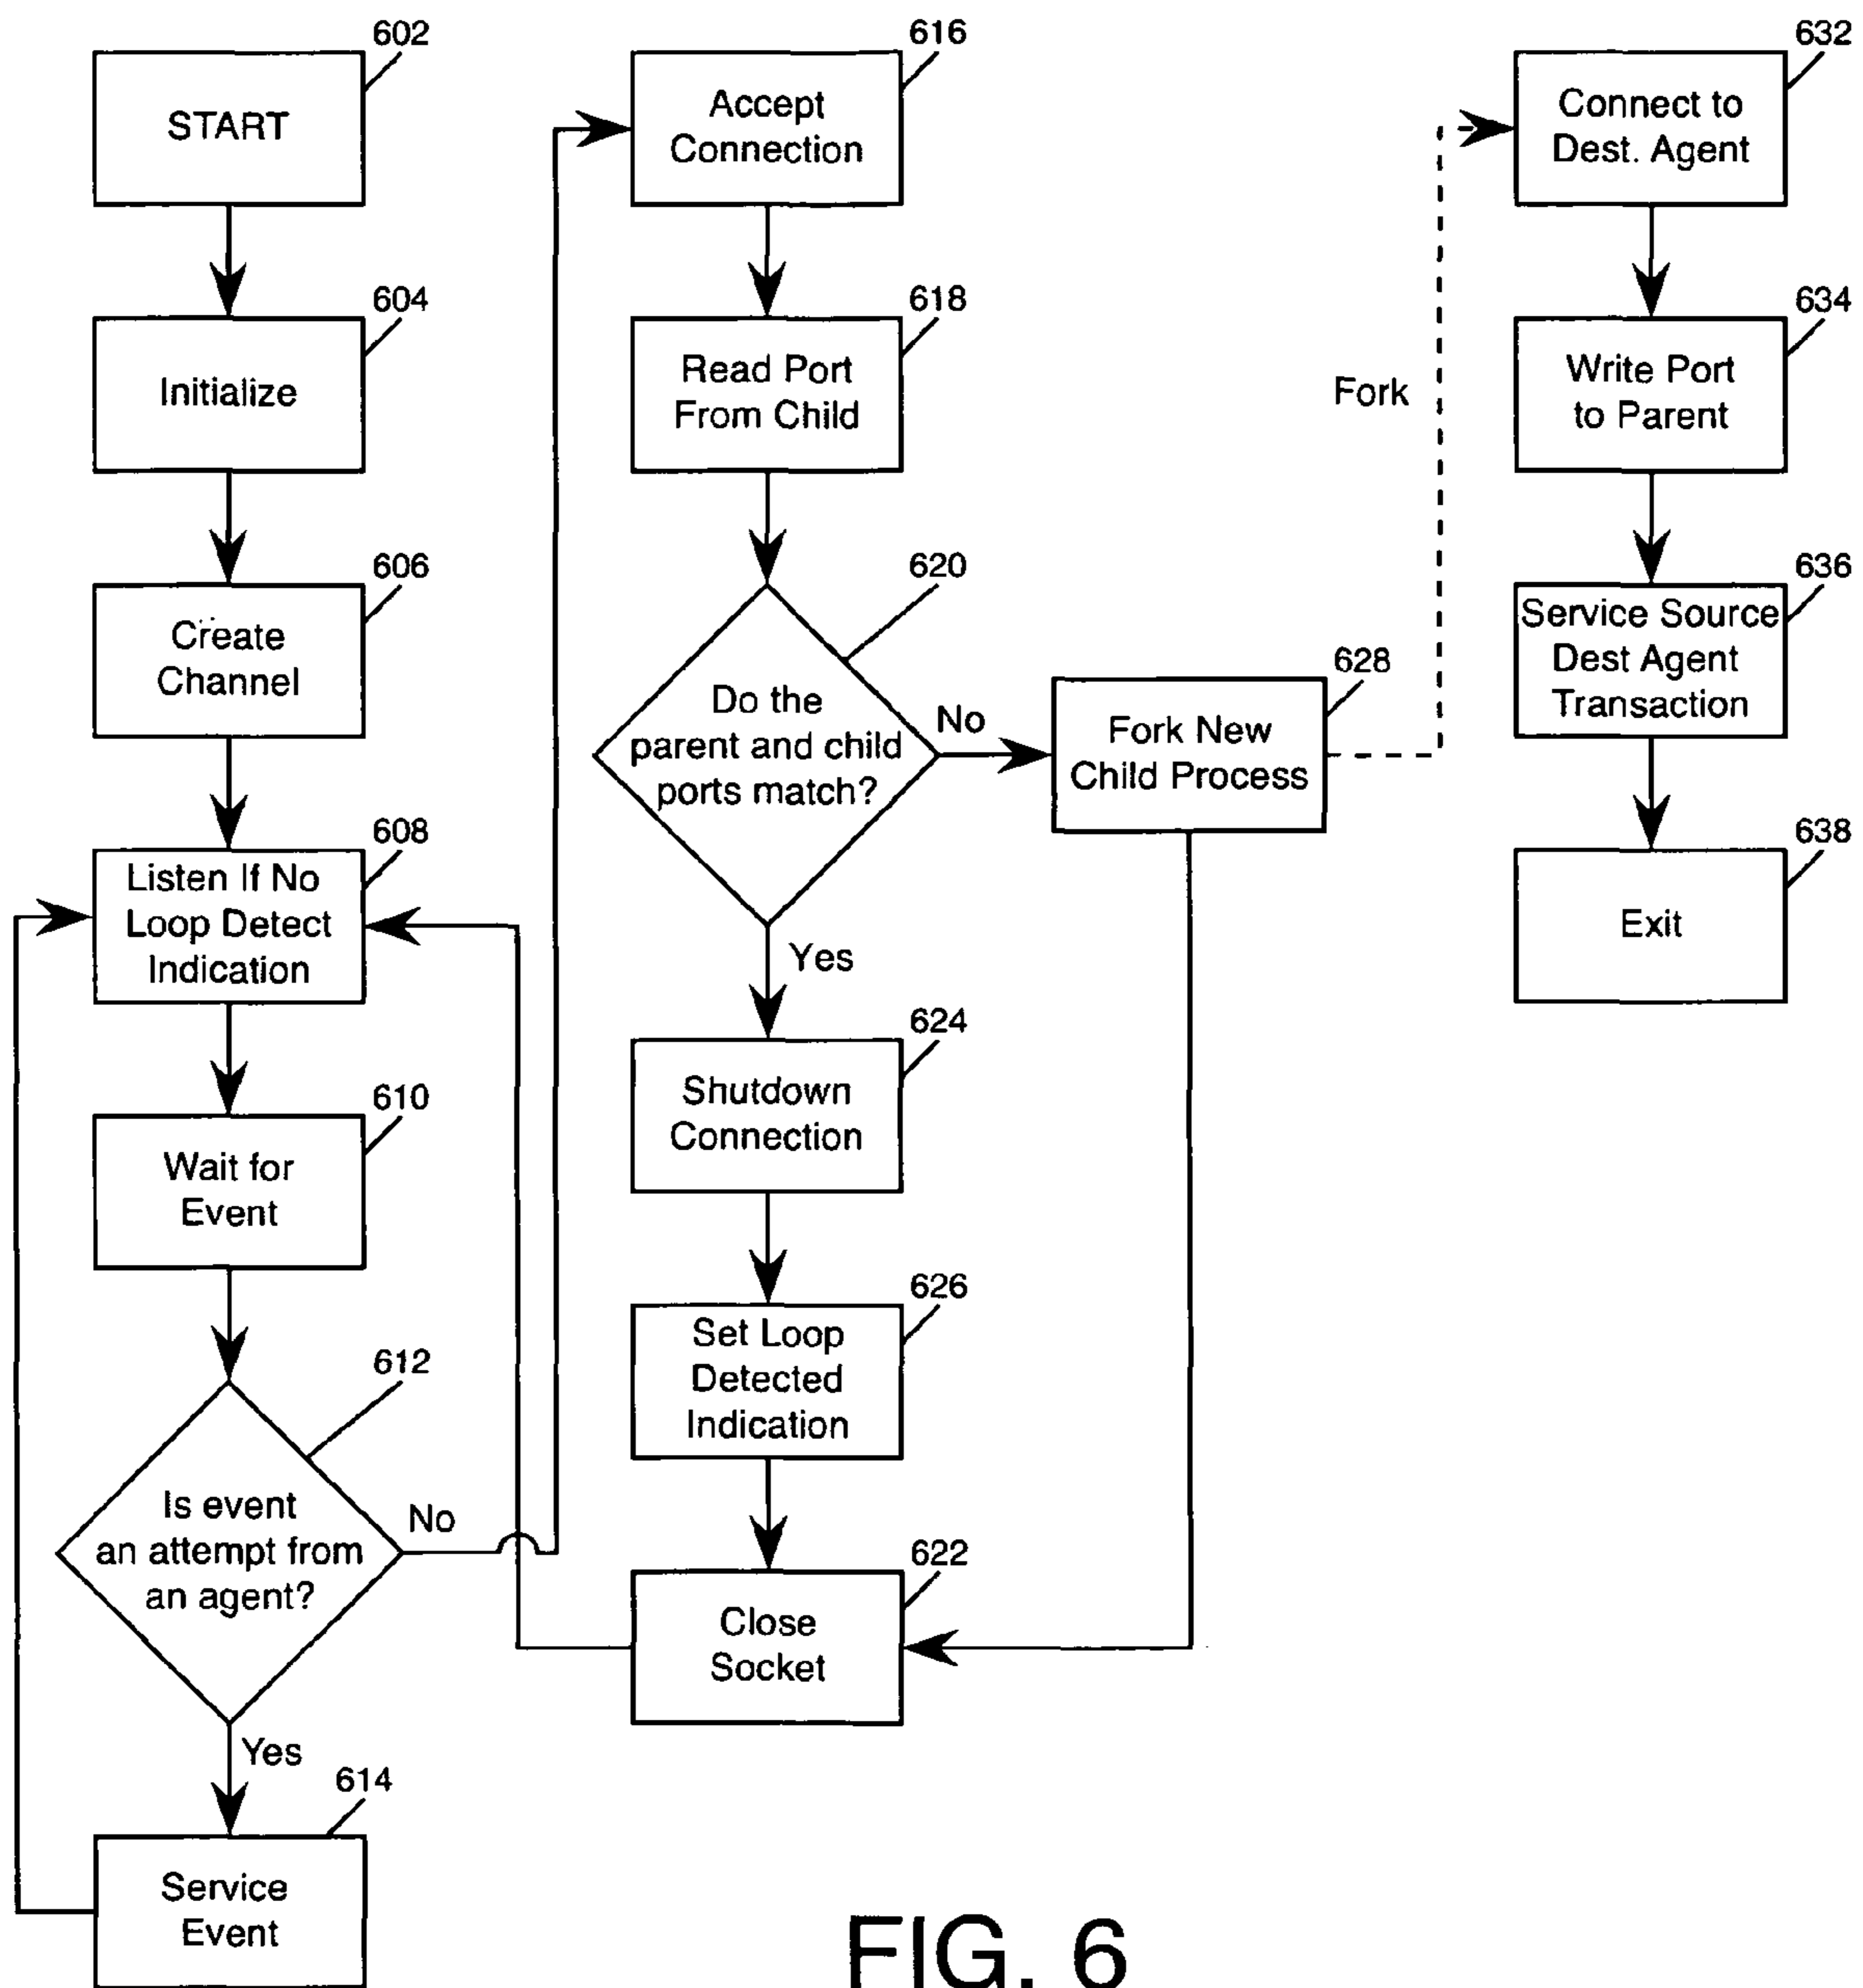 602
START
604
Initialize
606
Create
Channel
608
Listen If No
Loop Detect
Indication
610
Wait for
Event
612
Is event
an attempt from
an agent?
No
Yes
614
Service
Event
616
Accept
Connection
618
Read Port
From Child
620
Do the
parent and child
ports match?
No
Yes
624
Shutdown
Connection
626
Set Loop
Detected
Indication
622
Close
Socket
628
Fork New
Child Process
Fork
632
Connect to
Dest. Agent
634
Write Port
to Parent
636
Service Source
Dest Agent
Transaction
638
Exit
FIG. 6